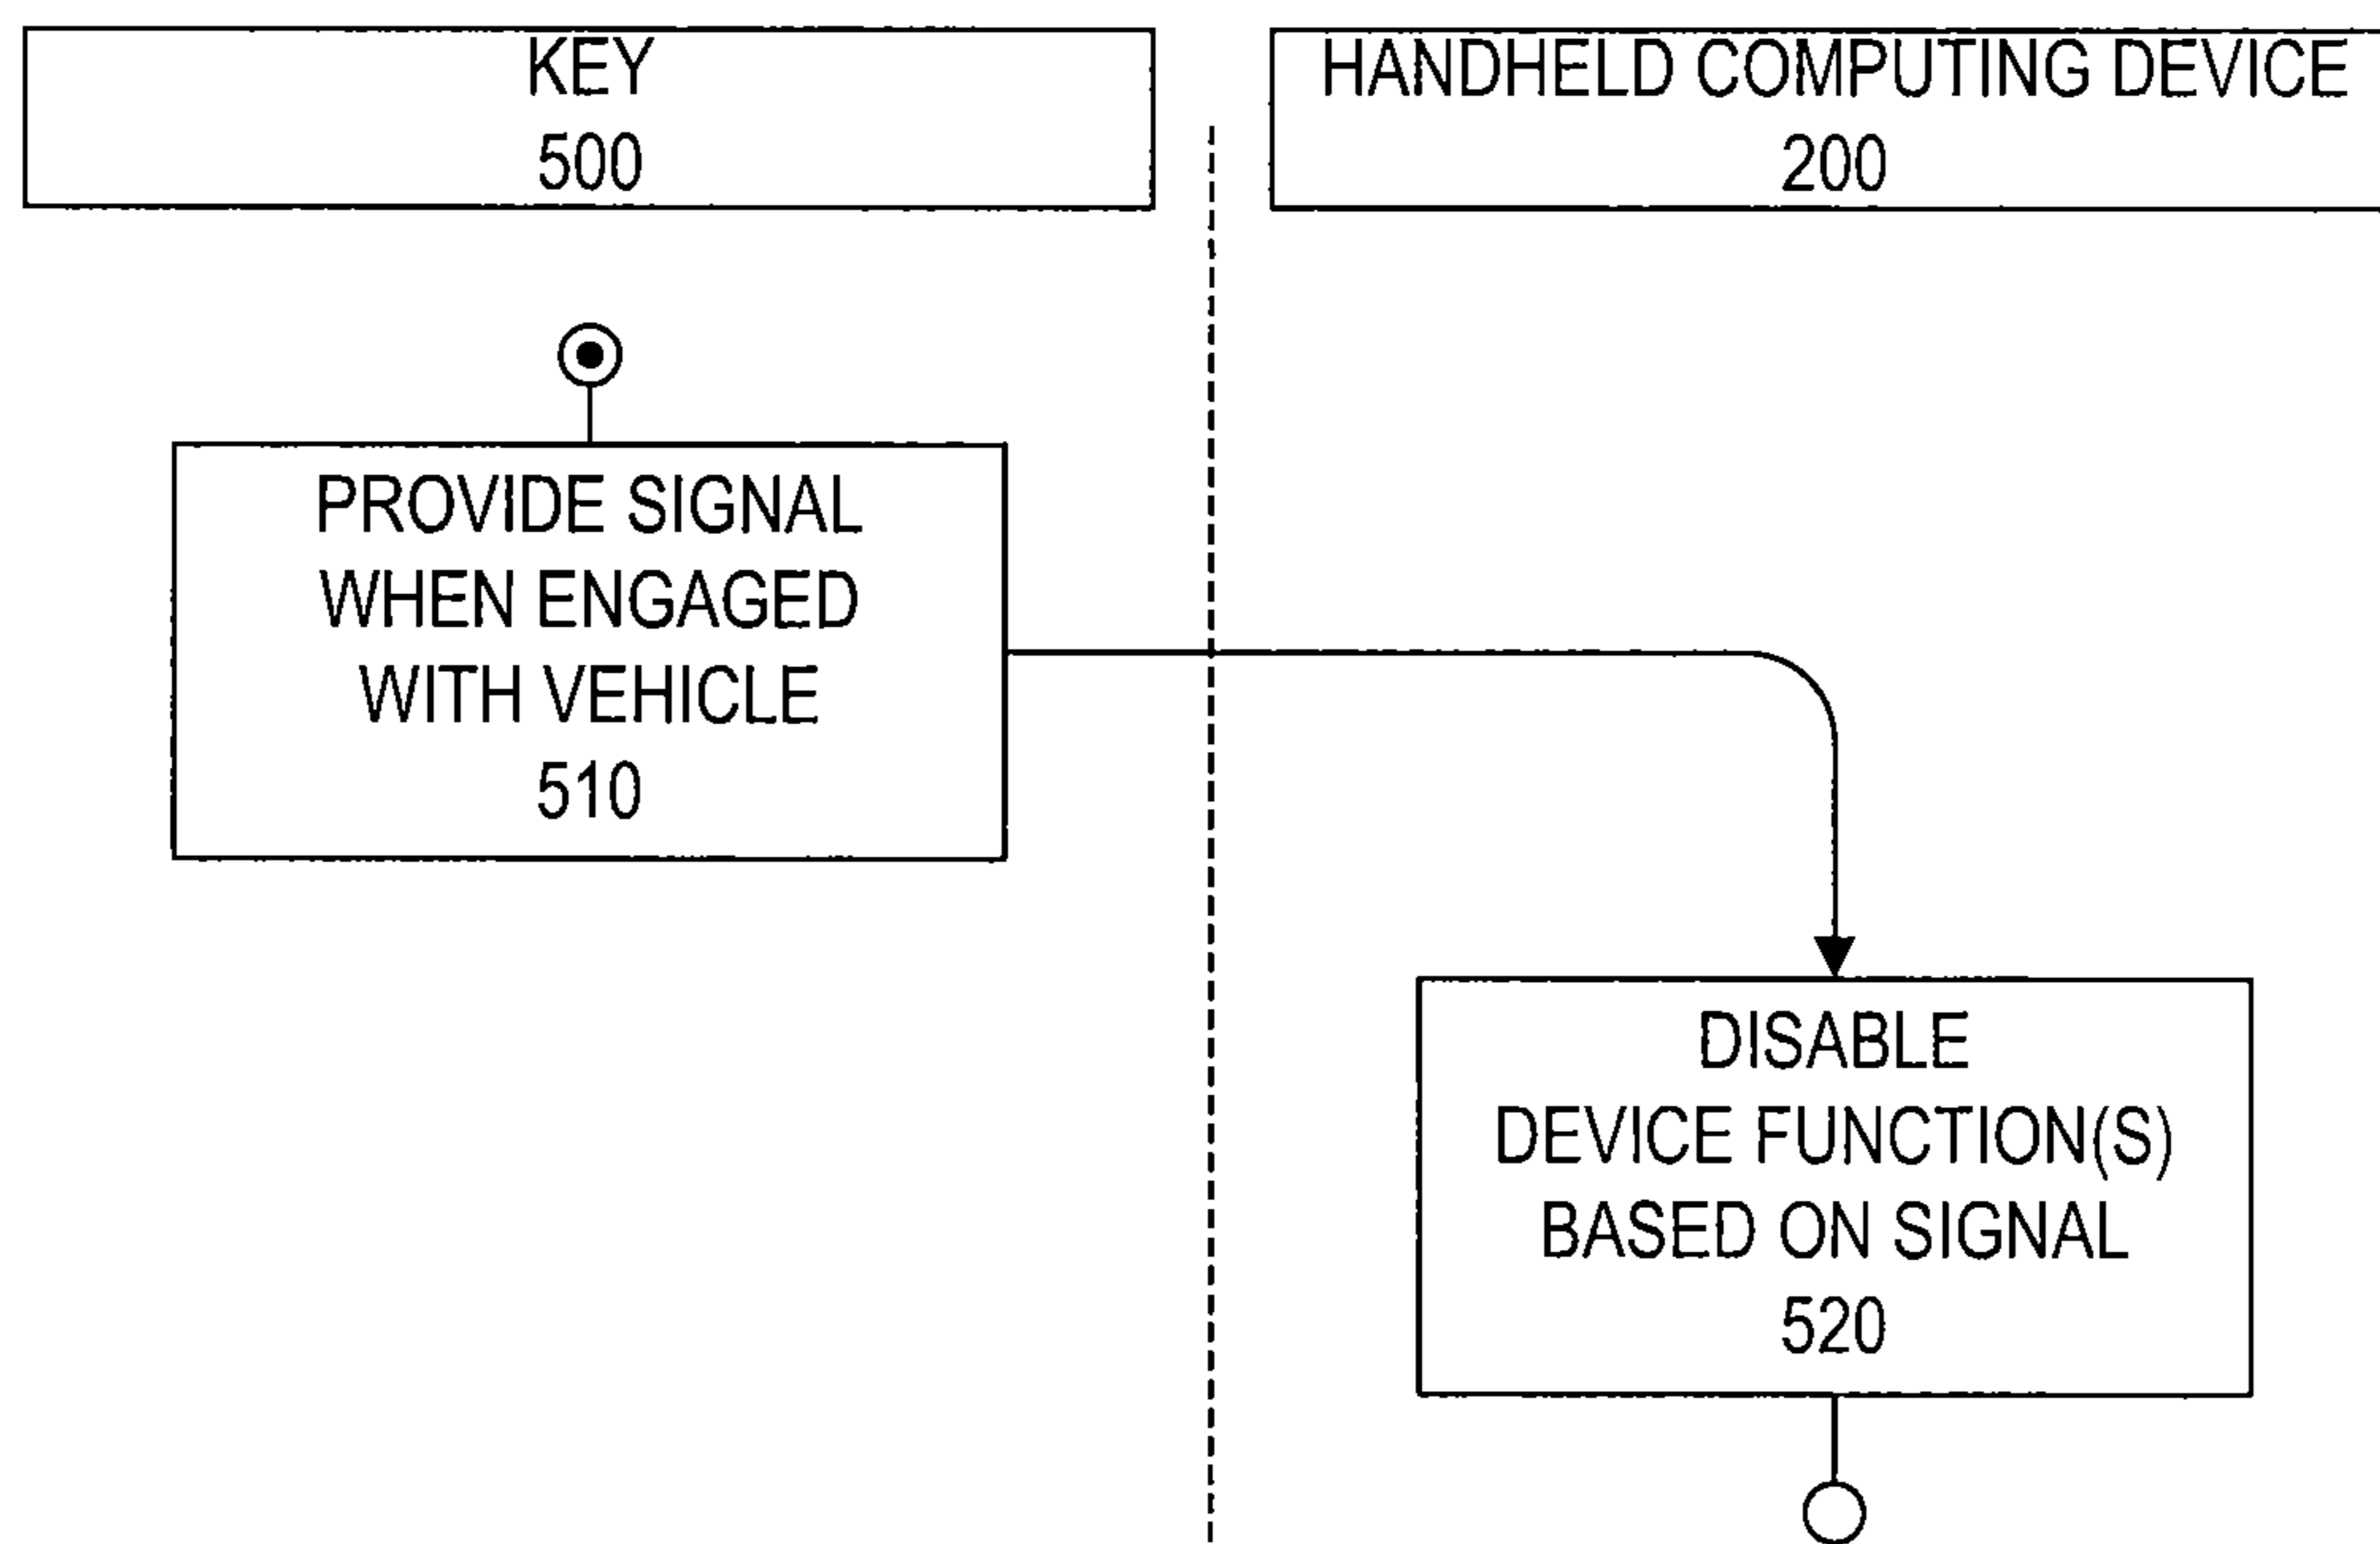 KEY
500
HANDHELD COMPUTING DEVICE
200
PROVIDE SIGNAL
WHEN ENGAGED
WITH VEHICLE
510
DISABLE
DEVICE FUNCTION(S)
BASED ON SIGNAL
520